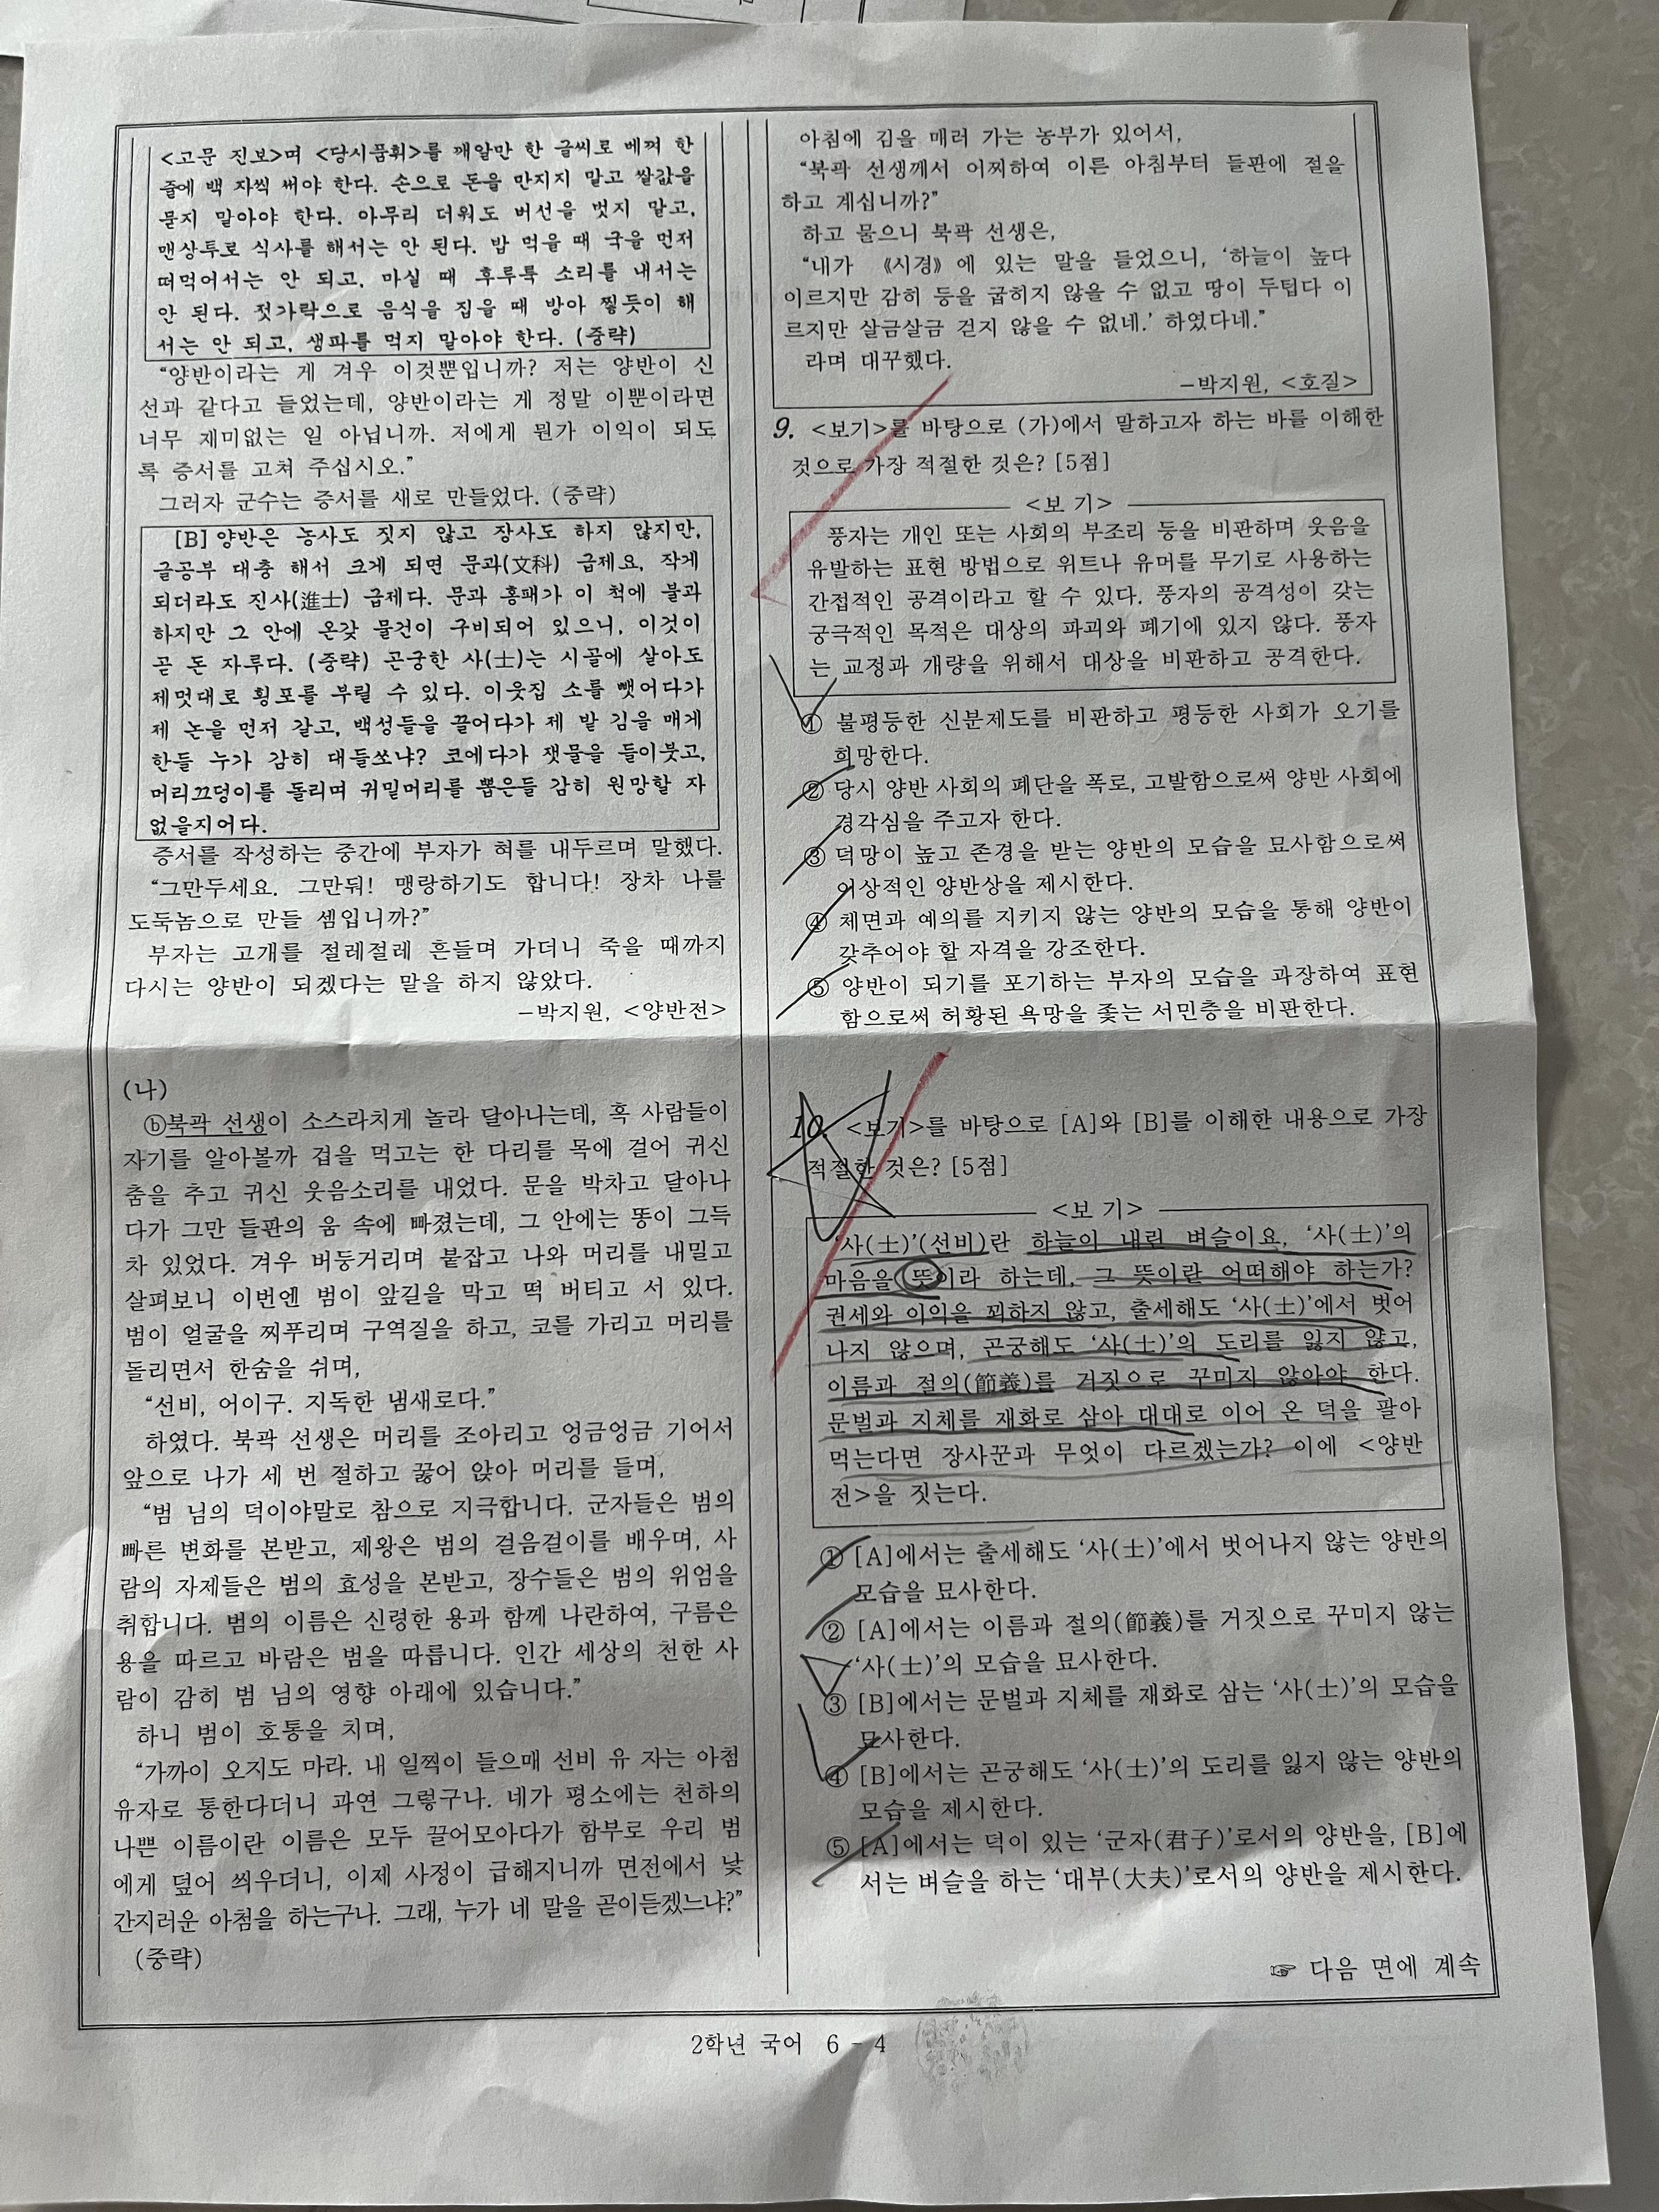 <고문 진보>며 <당시품휘>를 깨알만 한 글씨로 베껴 한
줄에 백 자씩 써야 한다. 손으로 돈을 만지지 말고 쌀값을
묻지 말아야 한다. 아무리 더워도 버선을 벗지 말고,
맨상투로 식사를 해서는 안 된다. 밥 먹을 때 국을 먼저
떠먹어서는 안 되고, 마실 때 후루룩 소리를 내서는
안 된다. 젓가락으로 음식을 집을 때 방아 찧듯이 해
서는 안 되고, 생파를 먹지 말아야 한다. (중략)
“양반이라는 게 겨우 이것뿐입니까? 저는 양반이 신
선과 같다고 들었는데, 양반이라는 게 정말 이뿐이라면
너무 재미없는 일 아닙니까. 저에게 뭔가 이익이 되도
록 증서를 고쳐 주십시오.”
그러자 군수는 증서를 새로 만들었다. (중략)
[B] 양반은 농사도 짓지 않고 장사도 하지 않지만,
글공부 대충 해서 크게 되면 문과(文科) 급제요, 작게
되더라도 진사(進士) 급제다. 문과 홍패가 이 척에 불과
하지만 그 안에 온갖 물건이 구비되어 있으니, 이것이
곧 돈 자루다. (중략) 곤궁한 사(士)는 시골에 살아도
제멋대로 횡포를 부릴 수 있다. 이웃집 소를 뺏어다가
제 논을 먼저 갈고, 백성들을 끌어다가 제 밭 김을 매게
한들 누가 감히 대들쏘냐? 코에다가 잿물을 들이붓고,
머리끄덩이를 돌리며 귀밑머리를 뽑은들 감히 원망할 자
없을지어다.
증서를 작성하는 중간에 부자가 혀를 내두르며 말했다.
“그만두세요. 그만둬! 맹랑하기도 합니다! 장차 나를
도둑놈으로 만들 셈입니까?”
부자는 고개를 절레절레 흔들며 가더니 죽을 때까지
다시는 양반이 되겠다는 말을 하지 않았다.
-박지원, <양반전>
(나)
ⓑ북곽 선생이 소스라치게 놀라 달아나는데, 혹 사람들이
자기를 알아볼까 겁을 먹고는 한 다리를 목에 걸어 귀신
춤을 추고 귀신 웃음소리를 내었다. 문을 박차고 달아나
다가 그만 들판의 움 속에 빠졌는데, 그 안에는 똥이 그득
차 있었다. 겨우 버둥거리며 붙잡고 나와 머리를 내밀고
살펴보니 이번엔 범이 앞길을 막고 떡 버티고 서 있다.
범이 얼굴을 찌푸리며 구역질을 하고, 코를 가리고 머리를
돌리면서 한숨을 쉬며,
“선비, 어이구. 지독한 냄새로다.”
하였다. 북곽 선생은 머리를 조아리고 엉금엉금 기어서
앞으로 나가 세 번 절하고 꿇어 앉아 머리를 들며,
“범 님의 덕이야말로 참으로 지극합니다. 군자들은 범의
빠른 변화를 본받고, 제왕은 범의 걸음걸이를 배우며, 사
람의 자제들은 범의 효성을 본받고, 장수들은 범의 위엄을
취합니다. 범의 이름은 신령한 용과 함께 나란하여, 구름은
용을 따르고 바람은 범을 따릅니다. 인간 세상의 천한 사
람이 감히 범 님의 영향 아래에 있습니다.”
하니 범이 호통을 치며,
“가까이 오지도 마라. 내 일찍이 들으매 선비 유 자는 아첨
유자로 통한다더니 과연 그렇구나. 네가 평소에는 천하의
나쁜 이름이란 이름은 모두 끌어모아다가 함부로 우리 범
에게 덮어 씌우더니, 이제 사정이 급해지니까 면전에서 낯
간지러운 아첨을 하는구나. 그래, 누가 네 말을 곧이듣겠느냐?”
(중략)
아침에 김을 매러 가는 농부가 있어서,
“북곽 선생께서 어찌하여 이른 아침부터 들판에 절을
하고 계십니까?”
하고 물으니 북곽 선생은,
“내가 《시경》에 있는 말을 들었으니, ‘하늘이 높다
이르지만 감히 등을 굽히지 않을 수 없고 땅이 두텁다 이
르지만 살금살금 걷지 않을 수 없네.’ 하였다네.”
라며 대꾸했다.
-박지원, <호질>
9. <보기>를 바탕으로 (가)에서 말하고자 하는 바를 이해한
것으로 가장 적절한 것은? [5점]
<보 기>
풍자는 개인 또는 사회의 부조리 등을 비판하며 웃음을
유발하는 표현 방법으로 위트나 유머를 무기로 사용하는
간접적인 공격이라고 할 수 있다. 풍자의 공격성이 갖는
궁극적인 목적은 대상의 파괴와 폐기에 있지 않다. 풍자
는 교정과 개량을 위해서 대상을 비판하고 공격한다.
① 불평등한 신분제도를 비판하고 평등한 사회가 오기를
희망한다.
② 당시 양반 사회의 폐단을 폭로, 고발함으로써 양반 사회에
경각심을 주고자 한다.
③ 덕망이 높고 존경을 받는 양반의 모습을 묘사함으로써
이상적인 양반상을 제시한다.
④ 체면과 예의를 지키지 않는 양반의 모습을 통해 양반이
갖추어야 할 자격을 강조한다.
⑤ 양반이 되기를 포기하는 부자의 모습을 과장하여 표현
함으로써 허황된 욕망을 좇는 서민층을 비판한다.
10. <보기>를 바탕으로 [A]와 [B]를 이해한 내용으로 가장
적절한 것은? [5점]
<보 기>
‘사(士)’(선비)란 하늘이 내린 벼슬이요, ‘사(士)’의
마음을 뜻이라 하는데, 그 뜻이란 어떠해야 하는가?
권세와 이익을 꾀하지 않고, 출세해도 ‘사(士)’에서 벗어
나지 않으며, 곤궁해도 ‘사(士)’의 도리를 잃지 않고,
이름과 절의(節義)를 거짓으로 꾸미지 않아야 한다.
문벌과 지체를 재화로 삼아 대대로 이어 온 덕을 팔아
먹는다면 장사꾼과 무엇이 다르겠는가? 이에 <양반
전>을 짓는다.
① [A]에서는 출세해도 ‘사(士)’에서 벗어나지 않는 양반의
모습을 묘사한다.
② [A]에서는 이름과 절의(節義)를 거짓으로 꾸미지 않는
‘사(士)’의 모습을 묘사한다.
③ [B]에서는 문벌과 지체를 재화로 삼는 ‘사(士)’의 모습을
묘사한다.
④ [B]에서는 곤궁해도 ‘사(士)’의 도리를 잃지 않는 양반의
모습을 제시한다.
⑤ [A]에서는 덕이 있는 ‘군자(君子)’로서의 양반을, [B]에
서는 벼슬을 하는 ‘대부(大夫)’로서의 양반을 제시한다.
☞ 다음 면에 계속
2학년 국어 6 - 4